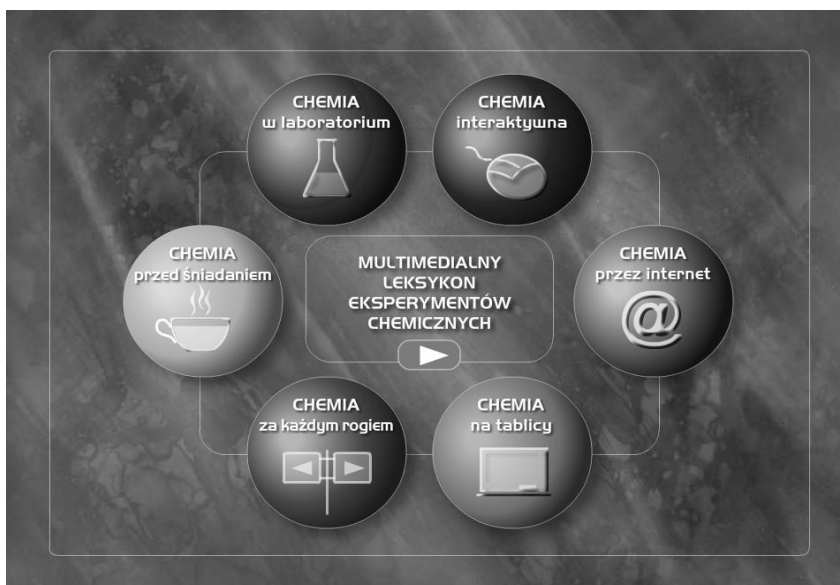 CHEMIA
w laboratorium
CHEMIA
interaktywna
CHEMIA
przed śniadaniem
MULTIMEDIALNY
LEKSYKON
EKSPERYMENTÓW
CHEMICZNYCH
CHEMIA
przez internet
@
CHEMIA
za każdym rogiem
CHEMIA
na tablicy